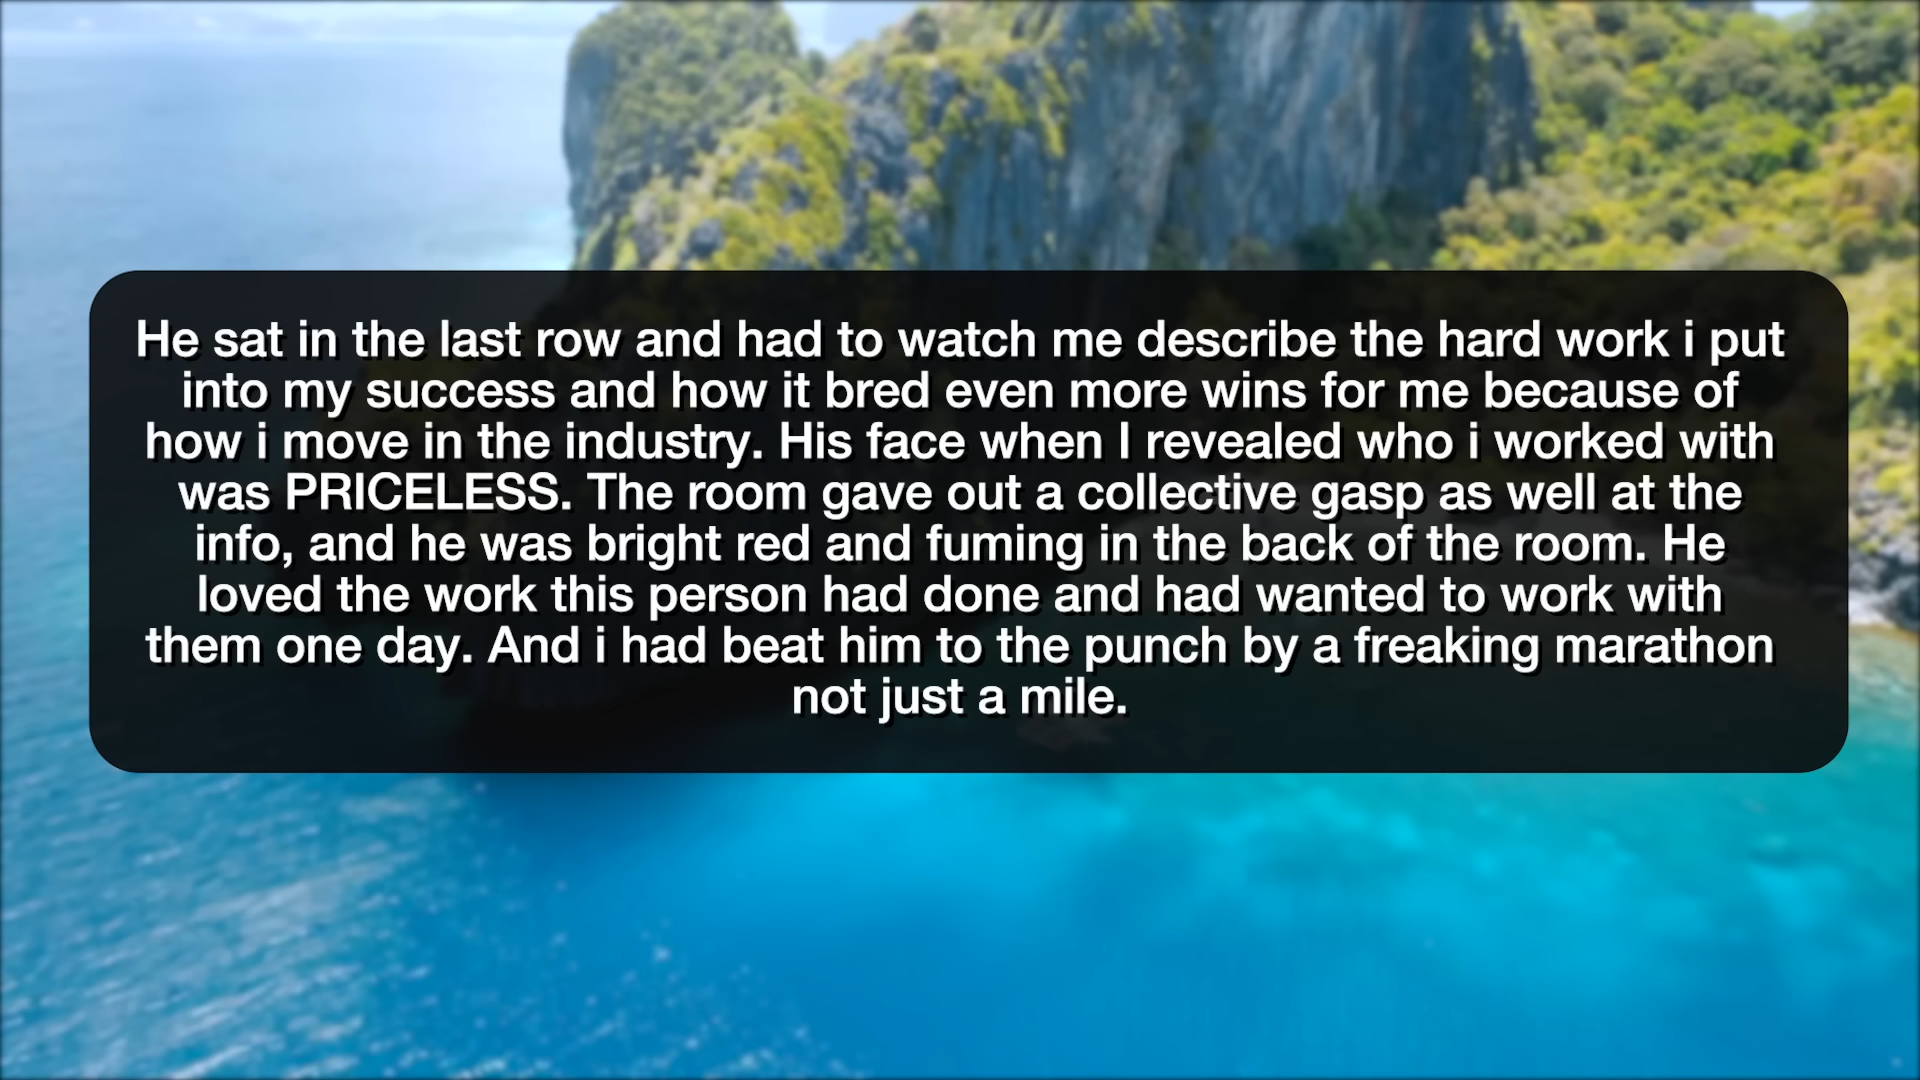 He sat in the last row and had to watch me describe the hard work i put
into my success and how it bred even more wins for me because of
how i move in the industry. His face when I revealed who i worked with
was PRICELESS. The room gave out a collective gasp as well at the
info, and he was bright red and fuming in the back of the room. He
loved the work this person had done and had wanted to work with
them one day. And i had beat him to the punch by a freaking marathon
not just a mile.